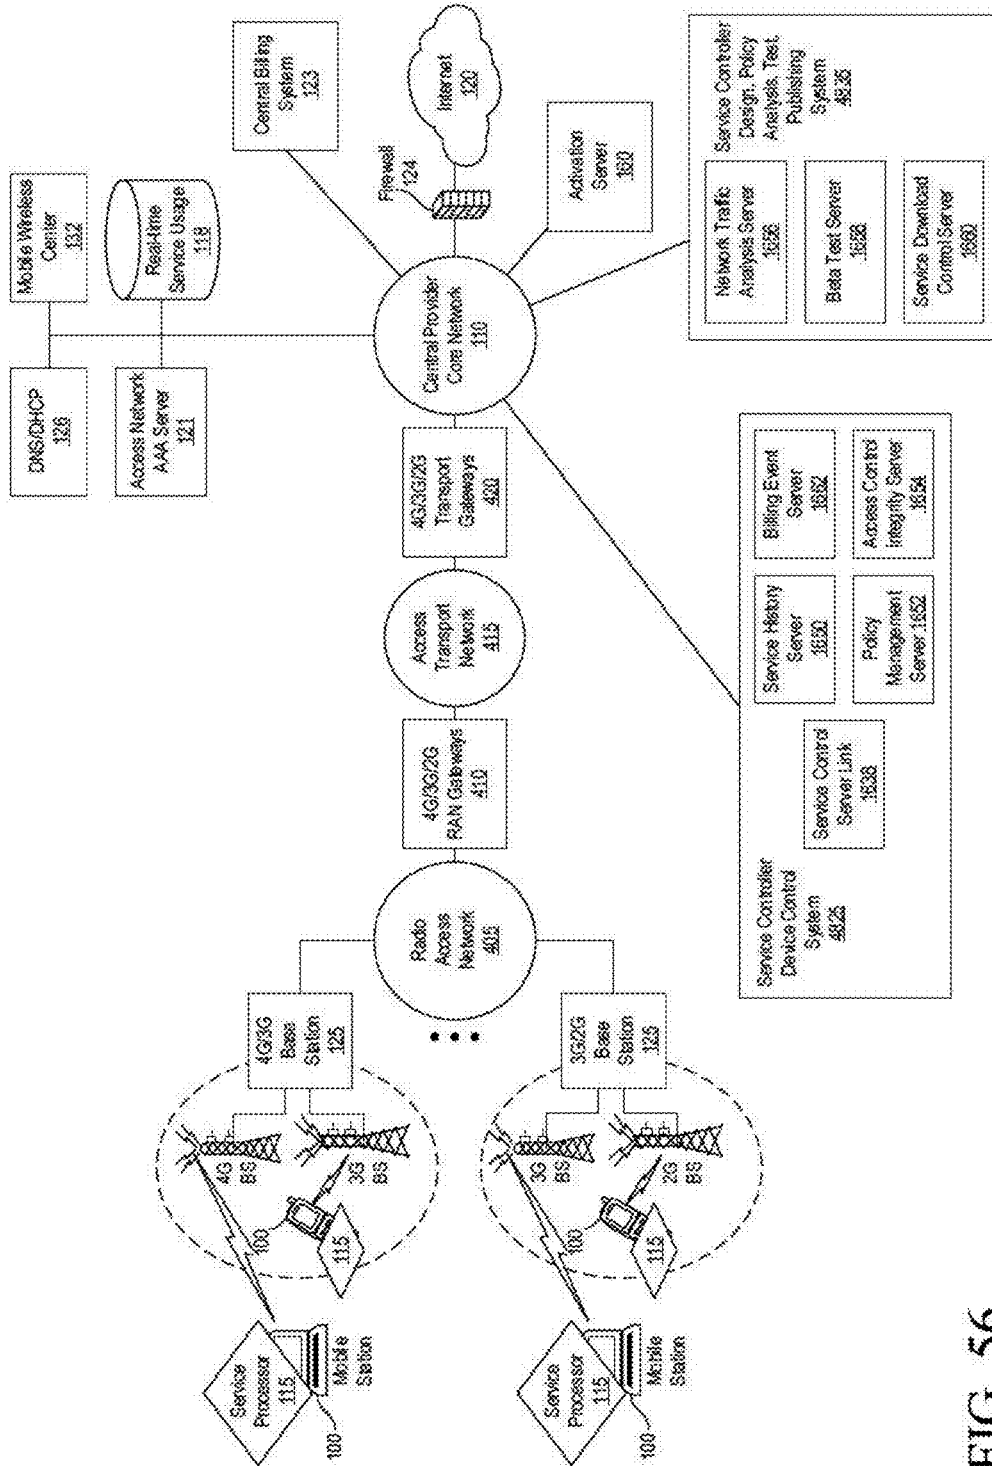 Mobile Wireless
Center
132
DNS/DHCP
126
Real-time
Service Usage
118
Access Network
AAA Server
121
Central Billing
System
123
Firewall
124
Internet
120
Activation
Server
160
Central Provider
Core Network
110
4G/3G/2G
Transport
Gateways
420
Access
Transport
Network
415
4G/3G/2G
RAN Gateways
410
Radio
Access
Network
405
4G/3G
Base
Station
125
3G/2G
Base
Station
125
4G
BS
3G
BS
100
115
3G
BS
2G
BS
100
115
Service
Processor
115
Mobile
Station
100
Service
Processor
115
Mobile
Station
100
Service Controller
Device Control
System
4825
Service Control
Server Link
1638
Service History
Server
1650
Billing Event
Server
1662
Policy
Management
Server 1652
Access Control
Integrity Server
1654
Service Controller
Design, Policy
Analysis, Test,
Publishing
System
4835
Network Traffic
Analysis Server
1656
Beta Test Server
1658
Service Download
Control Server
1660
FIG. 56